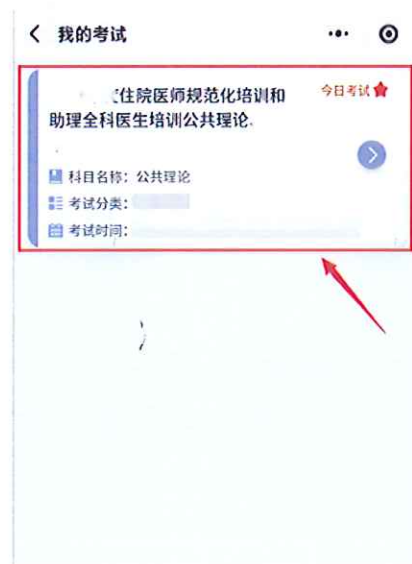 我的考试
住院医师规范化培训和
今日考试
助理全科医生培训公共理论
科目名称：公共理论
考试分类：
考试时间：